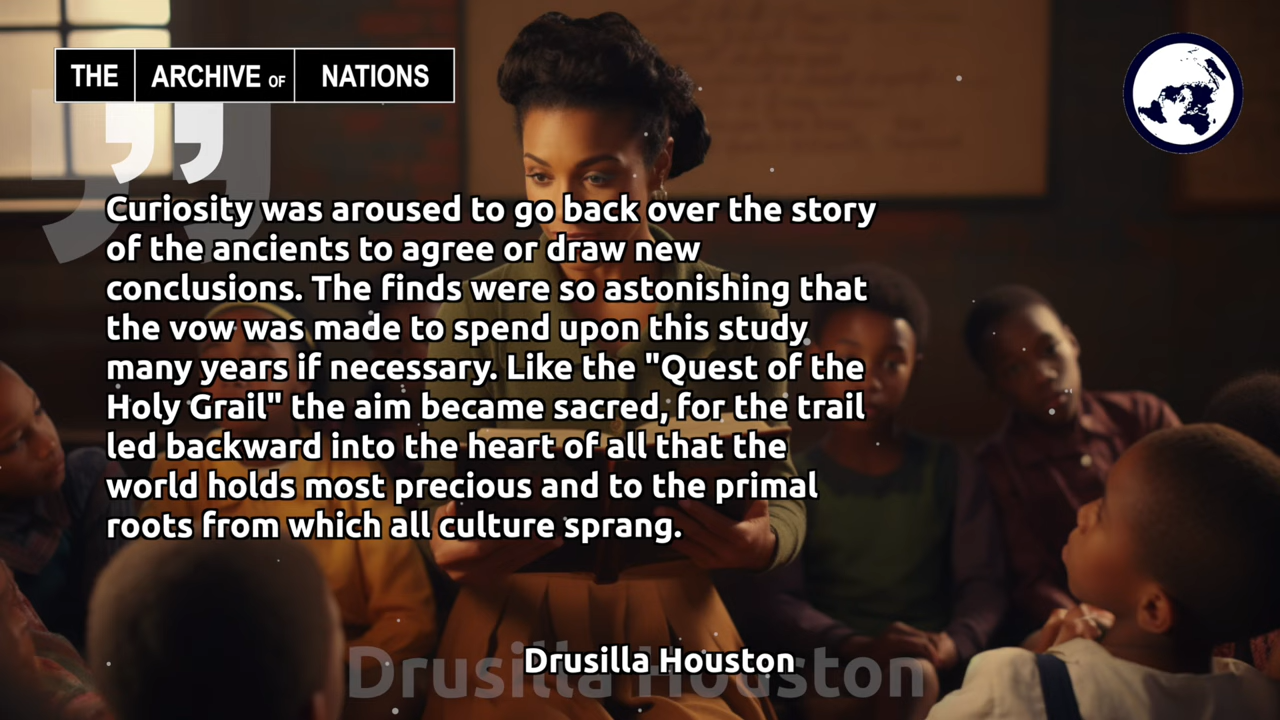 THE ARCHIVE OF NATIONS
Curiosity was aroused to go back over the story
of the ancients to agree or draw new
conclusions. The finds were so astonishing that
the vow was made to spend upon this study
many years if necessary. Like the "Quest of the
Holy Grail" the aim became sacred, for the trail
led backward into the heart of all that the
world holds most precious and to the primal
roots from which all culture sprang.
Drusilla Houston
Drusilla Houston